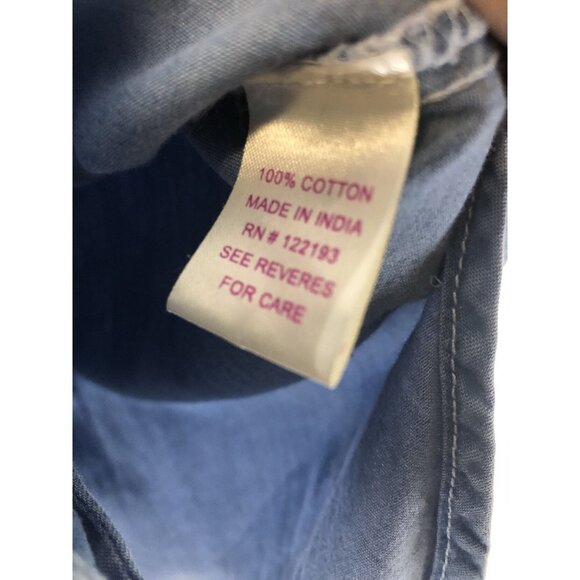 100% COTTON
MADE IN INDIA
RN # 122193
SEE REVERES
FOR CARE